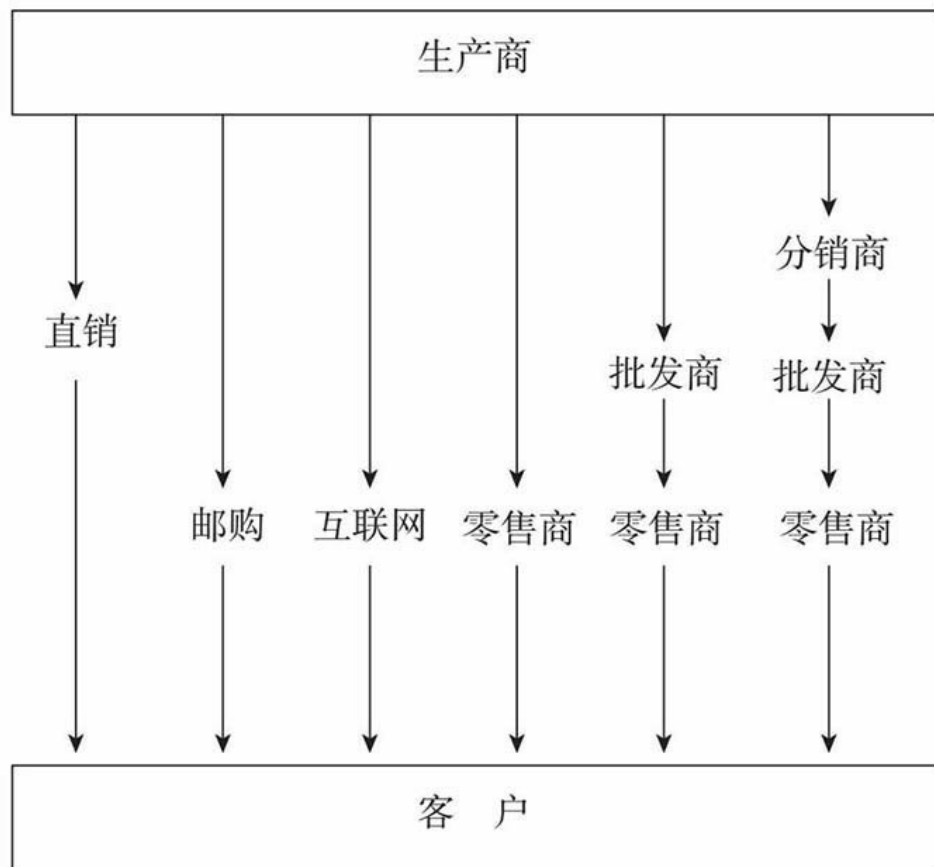 生产商
分销商
直销
批发商 批发商
邮购 互联网 零售商 零售商 零售商
客 户